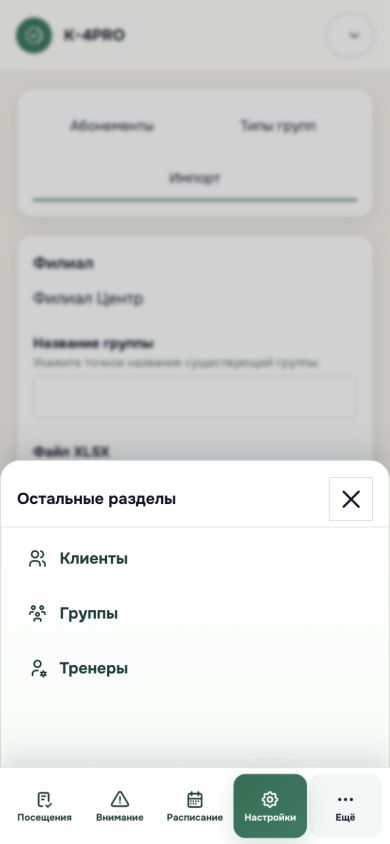 K-4PRO
Абонементы
Типы групп
Импорт
Филиал
Филиал Центр
Название группы
Укажите точное название существующей группы.
Файл XLSX
Остальные разделы
Клиенты
Группы
Тренеры
Посещения
Внимание
Расписание
Настройки
Ещё